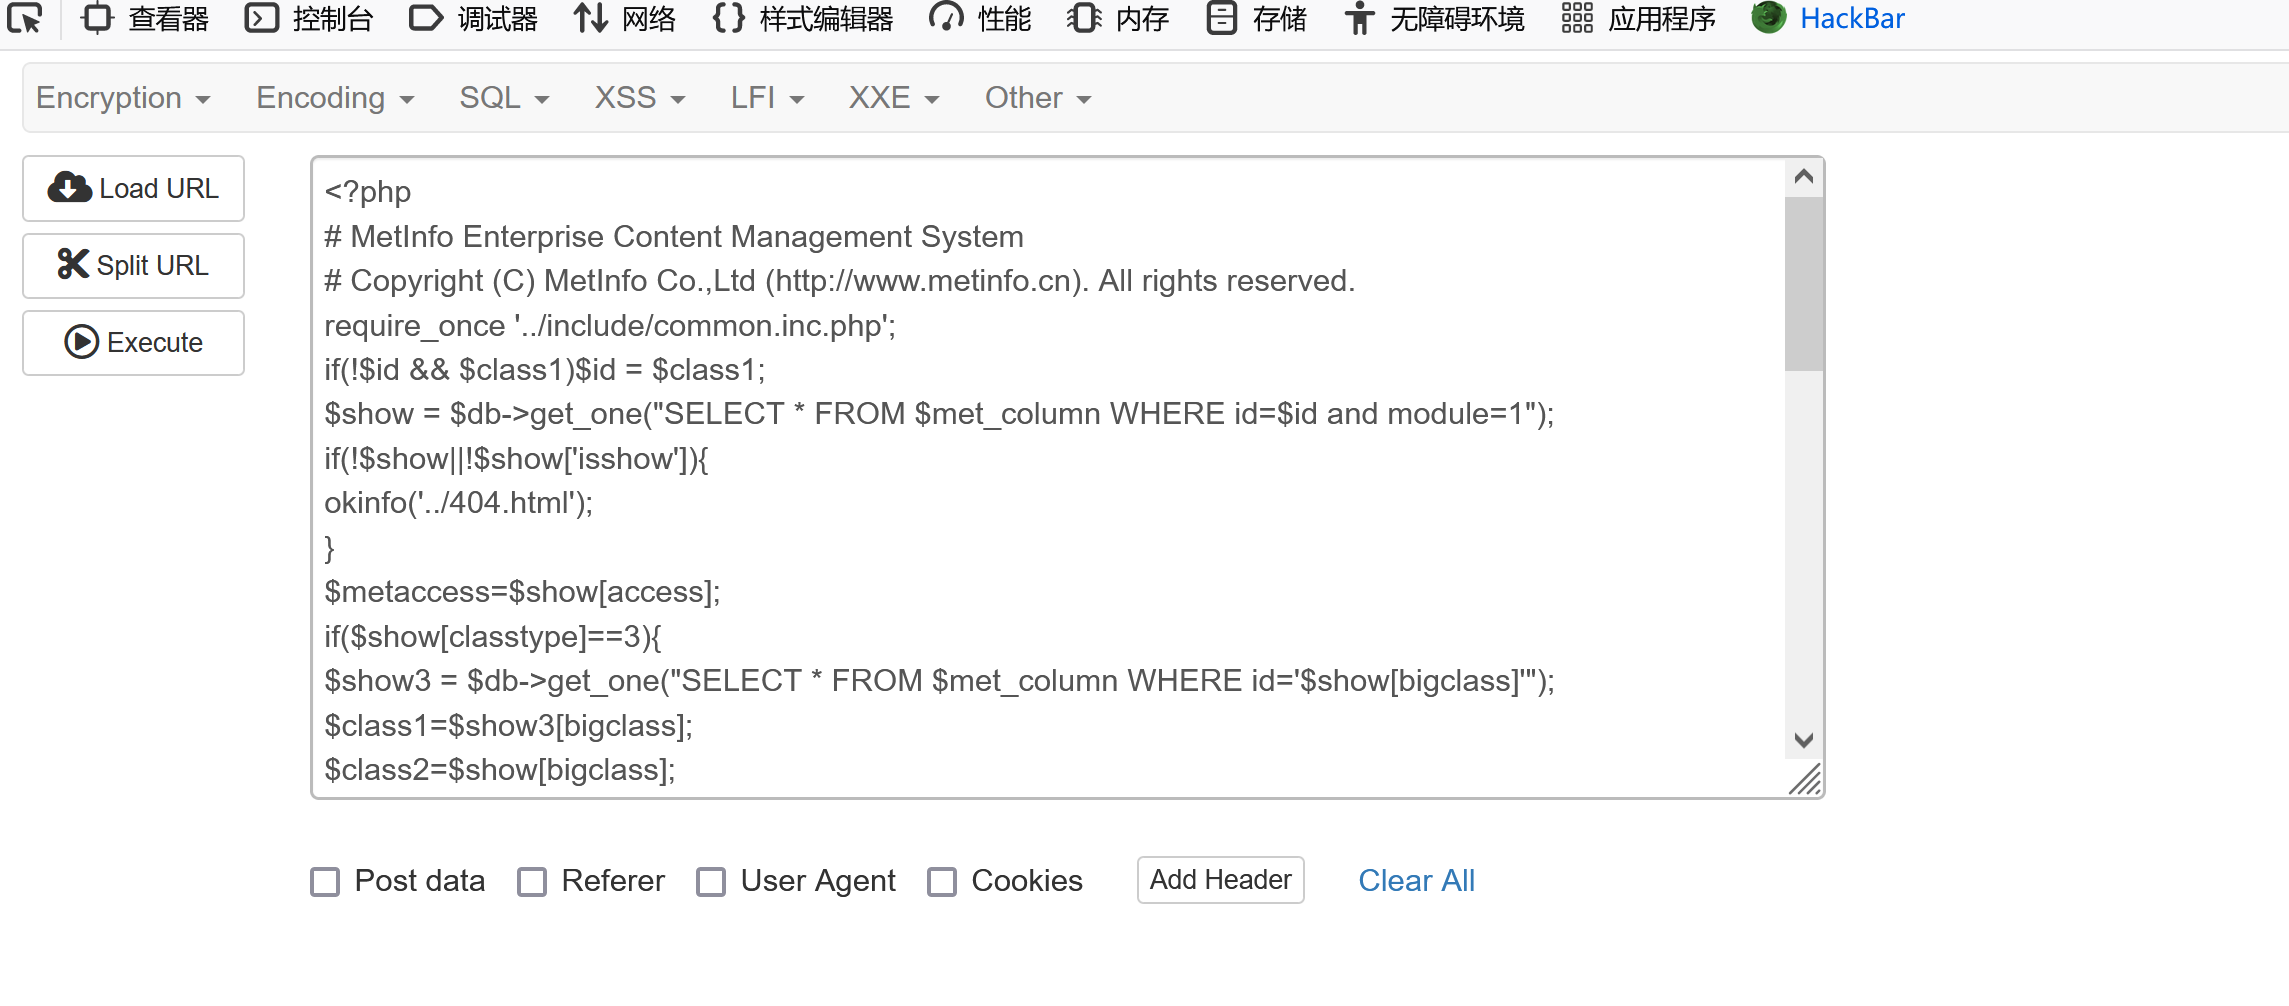 查看器 控制台 调试器 网络 样式编辑器 性能 内存 存储 无障碍环境 应用程序 HackBar
Encryption Encoding SQL XSS LFI XXE Other
Load URL
Split URL
Execute
<?php
# MetInfo Enterprise Content Management System
# Copyright (C) MetInfo Co.,Ltd (http://www.metinfo.cn). All rights reserved.
require_once '../include/common.inc.php';
if(!$id && $class1)$id = $class1;
$show = $db->get_one("SELECT * FROM $met_column WHERE id=$id and module=1");
if(!$show||!$show['isshow']){
okinfo('../404.html');
}
$metaccess=$show[access];
if($show[classtype]==3){
$show3 = $db->get_one("SELECT * FROM $met_column WHERE id='$show[bigclass]'");
$class1=$show3[bigclass];
$class2=$show[bigclass];
Post data Referer User Agent Cookies Add Header Clear All